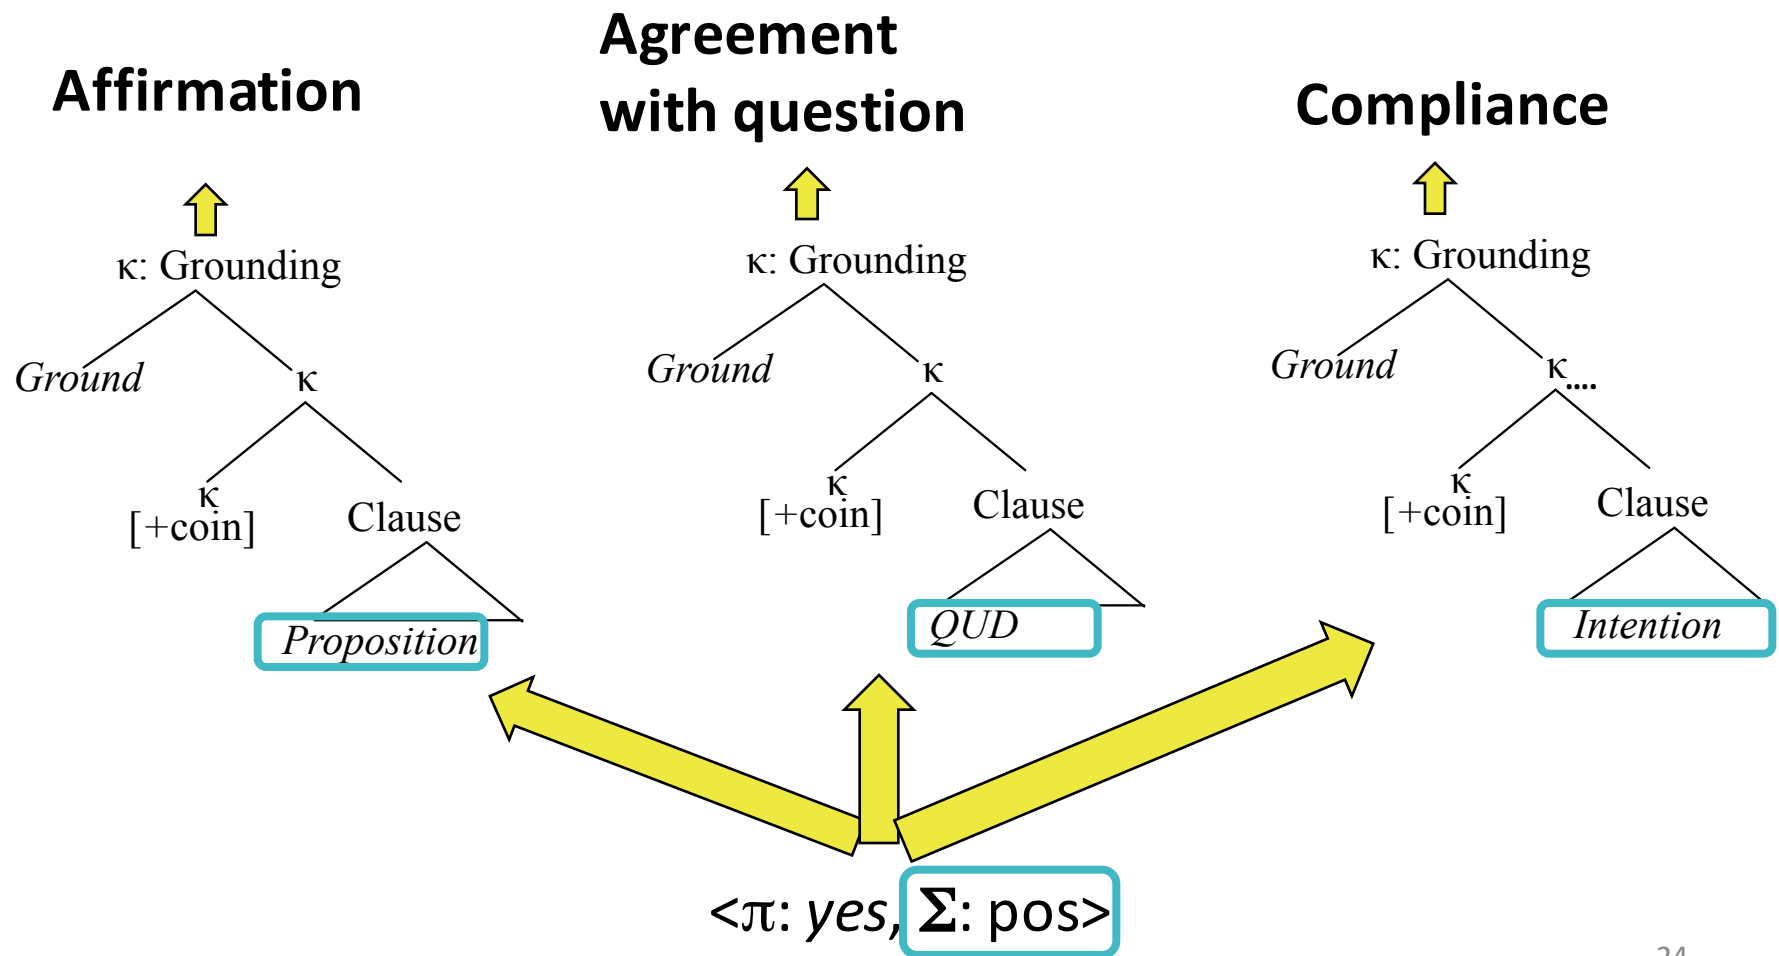 Affirmation
Agreement
with question
Compliance
κ: Grounding
Ground
κ
κ
[+coin]
Clause
Proposition
κ: Grounding
Ground
κ
κ
[+coin]
Clause
QUD
κ: Grounding
Ground
κ....
κ
[+coin]
Clause
Intention
<π: yes, Σ: pos>
24